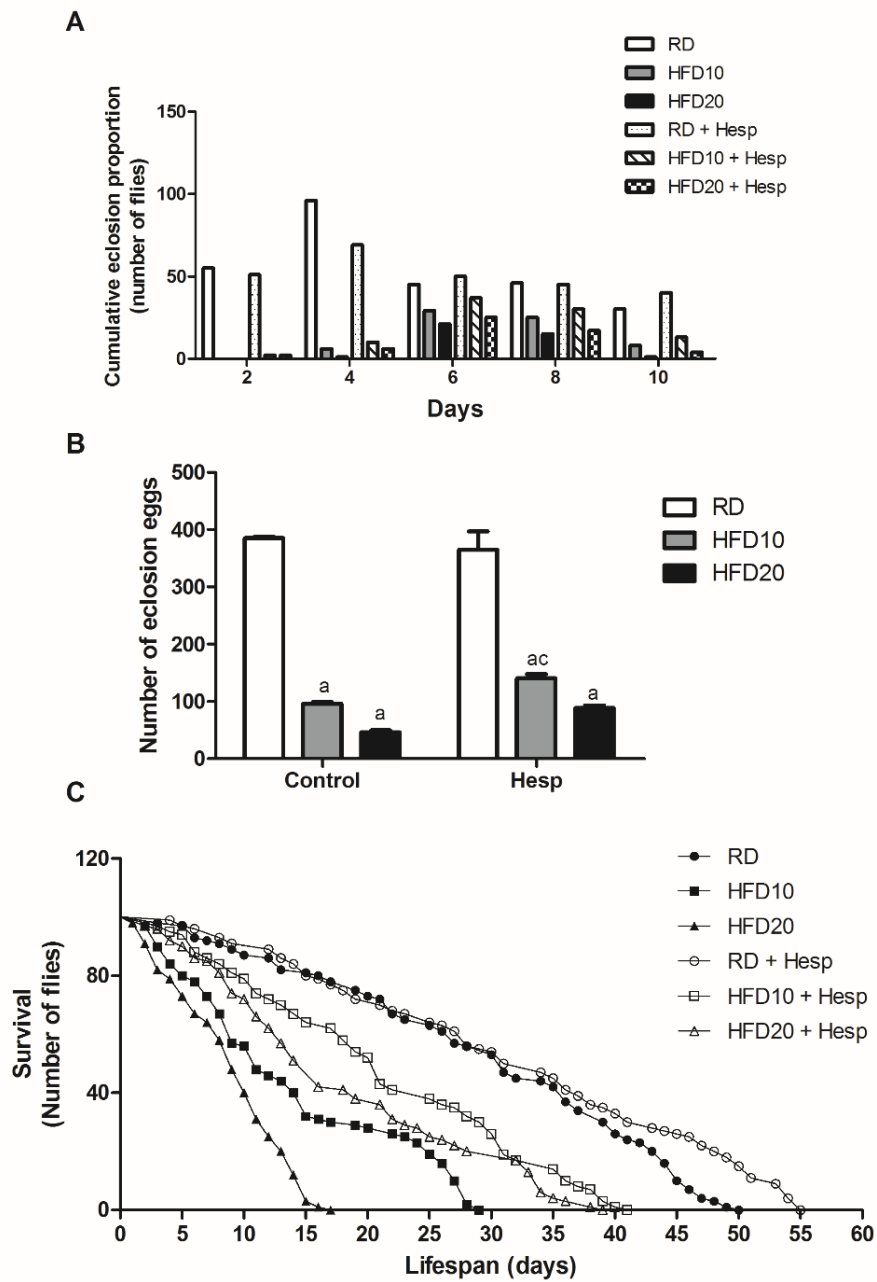 A
RD
HFD10
HFD20
RD + Hesp
HFD10 + Hesp
HFD20 + Hesp
Cumulative eclosion proportion
(number of flies)
150
100
50
0
2 4 6 8 10
Days
B
RD
HFD10
HFD20
Number of eclosion eggs
500
400
300
200
100
0
a
a
ac
a
Control Hesp
C
RD
HFD10
HFD20
RD + Hesp
HFD10 + Hesp
HFD20 + Hesp
Survival
(Number of flies)
120
80
40
0
0 5 10 15 20 25 30 35 40 45 50 55 60
Lifespan (days)